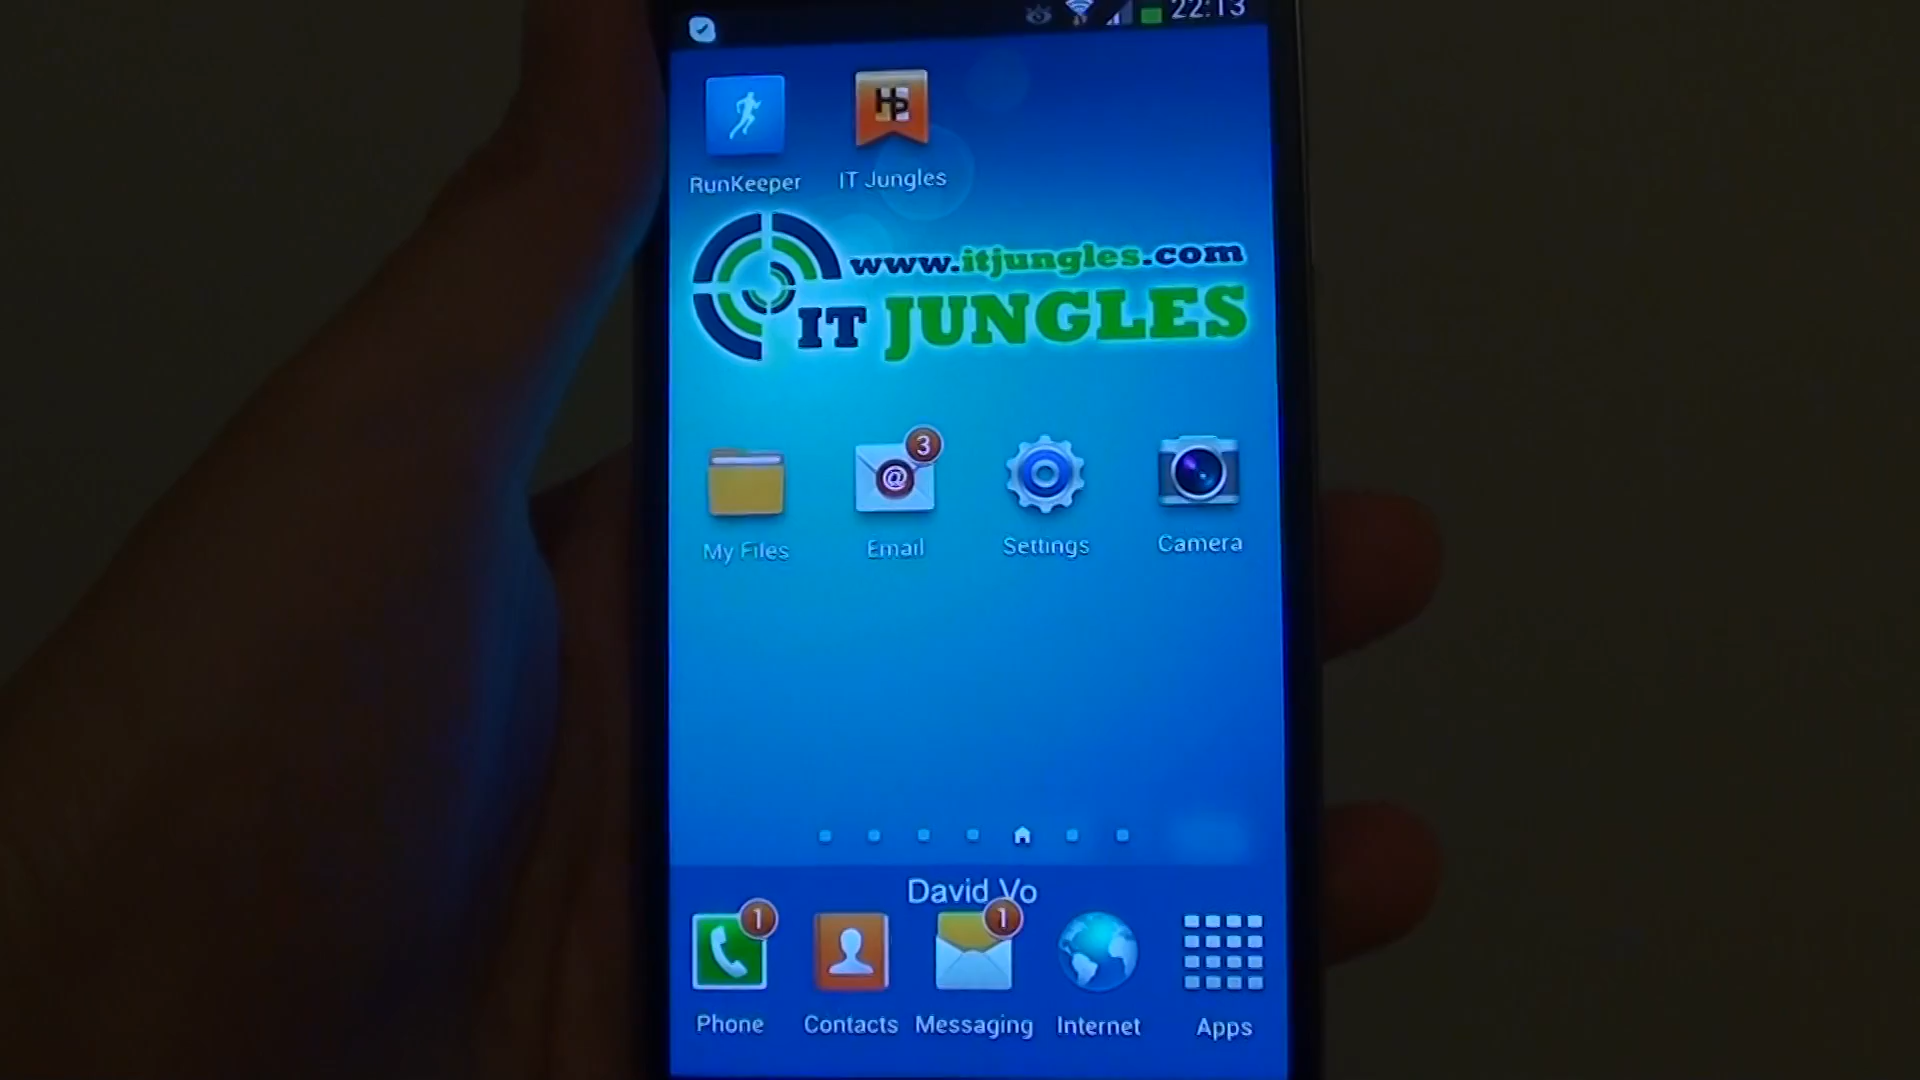 22:13
RunKeeper
IT Jungles
www.itjungles.com
IT JUNGLES
3
My Files
Email
Settings
Camera
David Vo
1
1
Phone
Contacts
Messaging
Internet
Apps